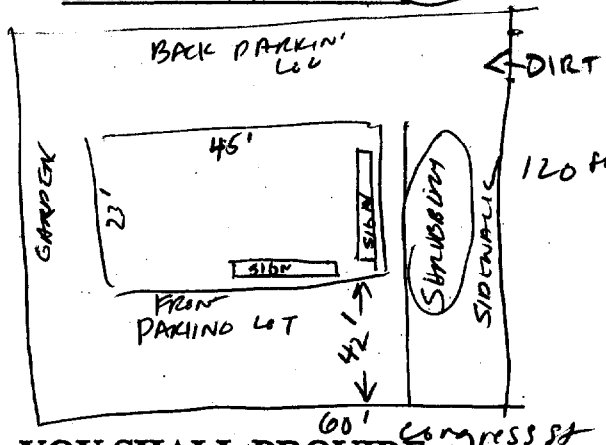 BACK PARKIN'
LOT
DIRT
46'
GARDEN
23'
SIGN
SHRUBBERY
SIDEWALK
120 ft
SIGN
FRONT
PARKING LOT
42'
60'
Congress St
YOU SHALL PROVIDE